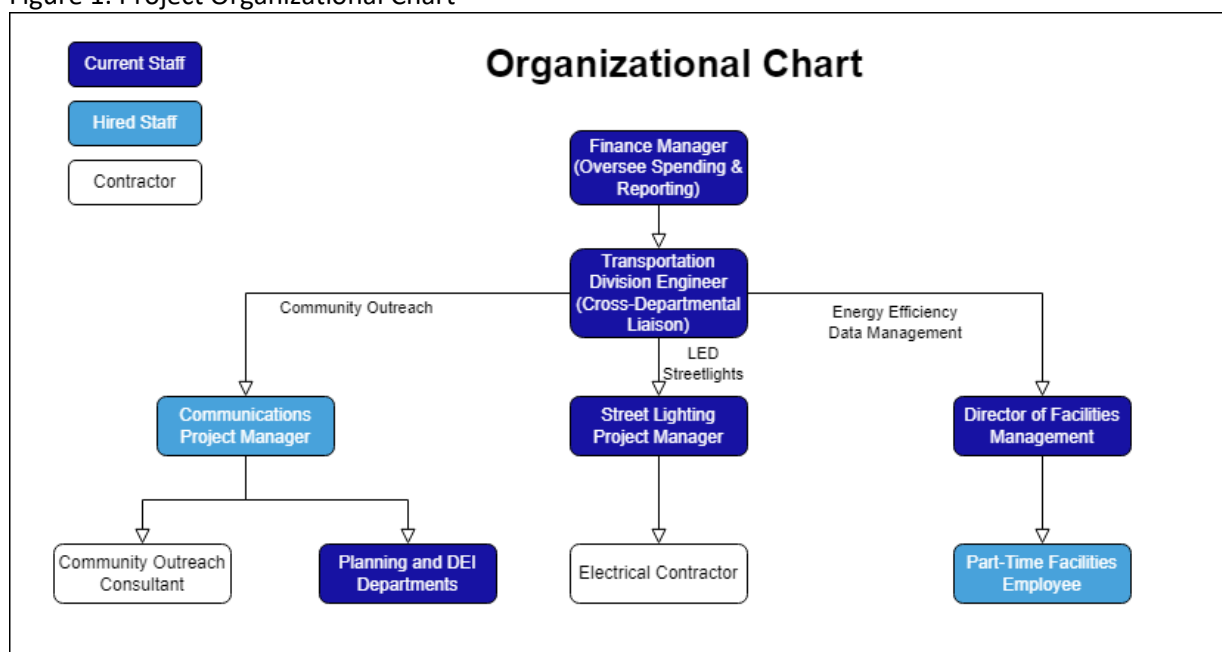 Figure 1: Project Organizational Chart
Current Staff
Hired Staff
Contractor
Organizational Chart
Finance Manager
(Oversee Spending &
Reporting)
Transportation
Division Engineer
(Cross-Departmental
Liaison)
Community Outreach
Energy Efficiency
Data Management
LED
Streetlights
Communications
Project Manager
Street Lighting
Project Manager
Director of Facilities
Management
Community Outreach
Consultant
Planning and DEI
Departments
Electrical Contractor
Part-Time Facilities
Employee